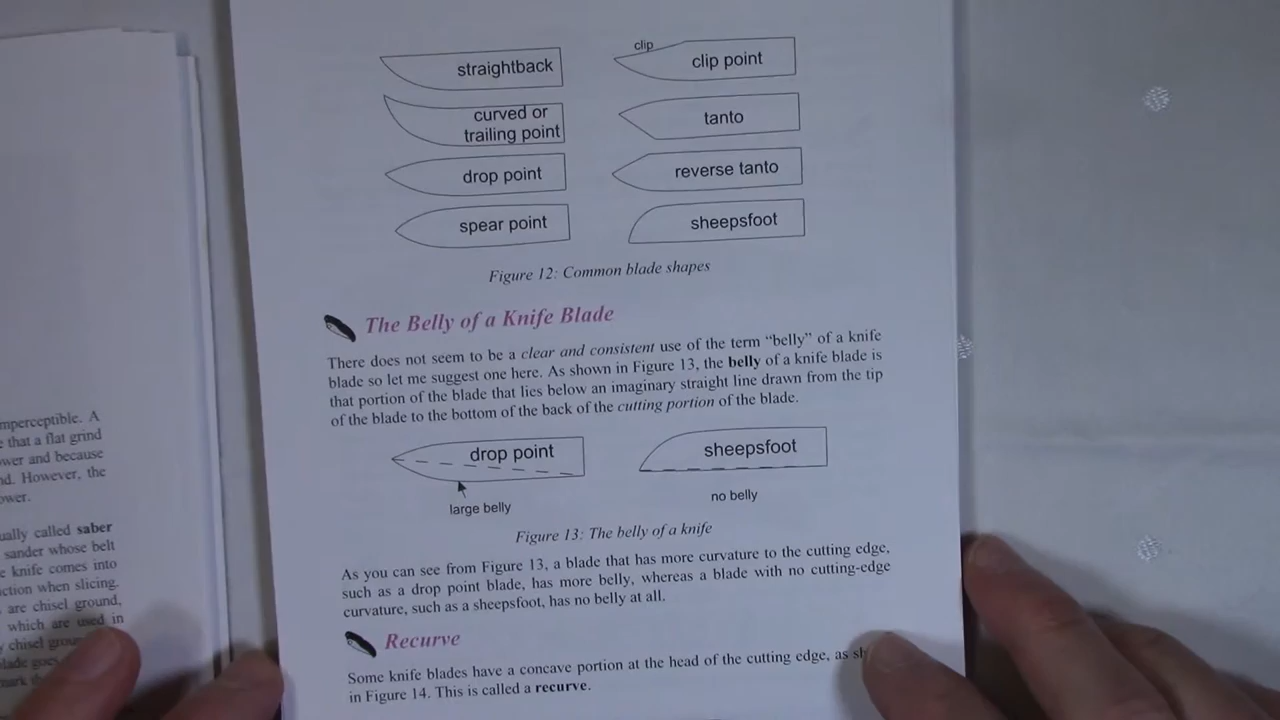 imperceptible. A
that a flat grind
ower and because
nd. However, the
ower.
ually called saber
sander whose belt
e knife comes into
ction when slicing.
are chisel ground,
which are used in
chisel
straightback
curved or
trailing point
drop point
spear point
clip
clip point
tanto
reverse tanto
sheepsfoot
Figure 12: Common blade shapes
The Belly of a Knife Blade
There does not seem to be a clear and consistent use of the term “belly” of a knife
blade so let me suggest one here. As shown in Figure 13, the belly of a knife blade is
that portion of the blade that lies below an imaginary straight line drawn from the tip
of the blade to the bottom of the back of the cutting portion of the blade.
drop point
large belly
sheepsfoot
no belly
Figure 13: The belly of a knife
As you can see from Figure 13, a blade that has more curvature to the cutting edge,
such as a drop point blade, has more belly, whereas a blade with no cutting-edge
curvature, such as a sheepsfoot, has no belly at all.
Recurve
Some knife blades have a concave portion at the head of the cutting edge, as
in Figure 14. This is called a recurve.